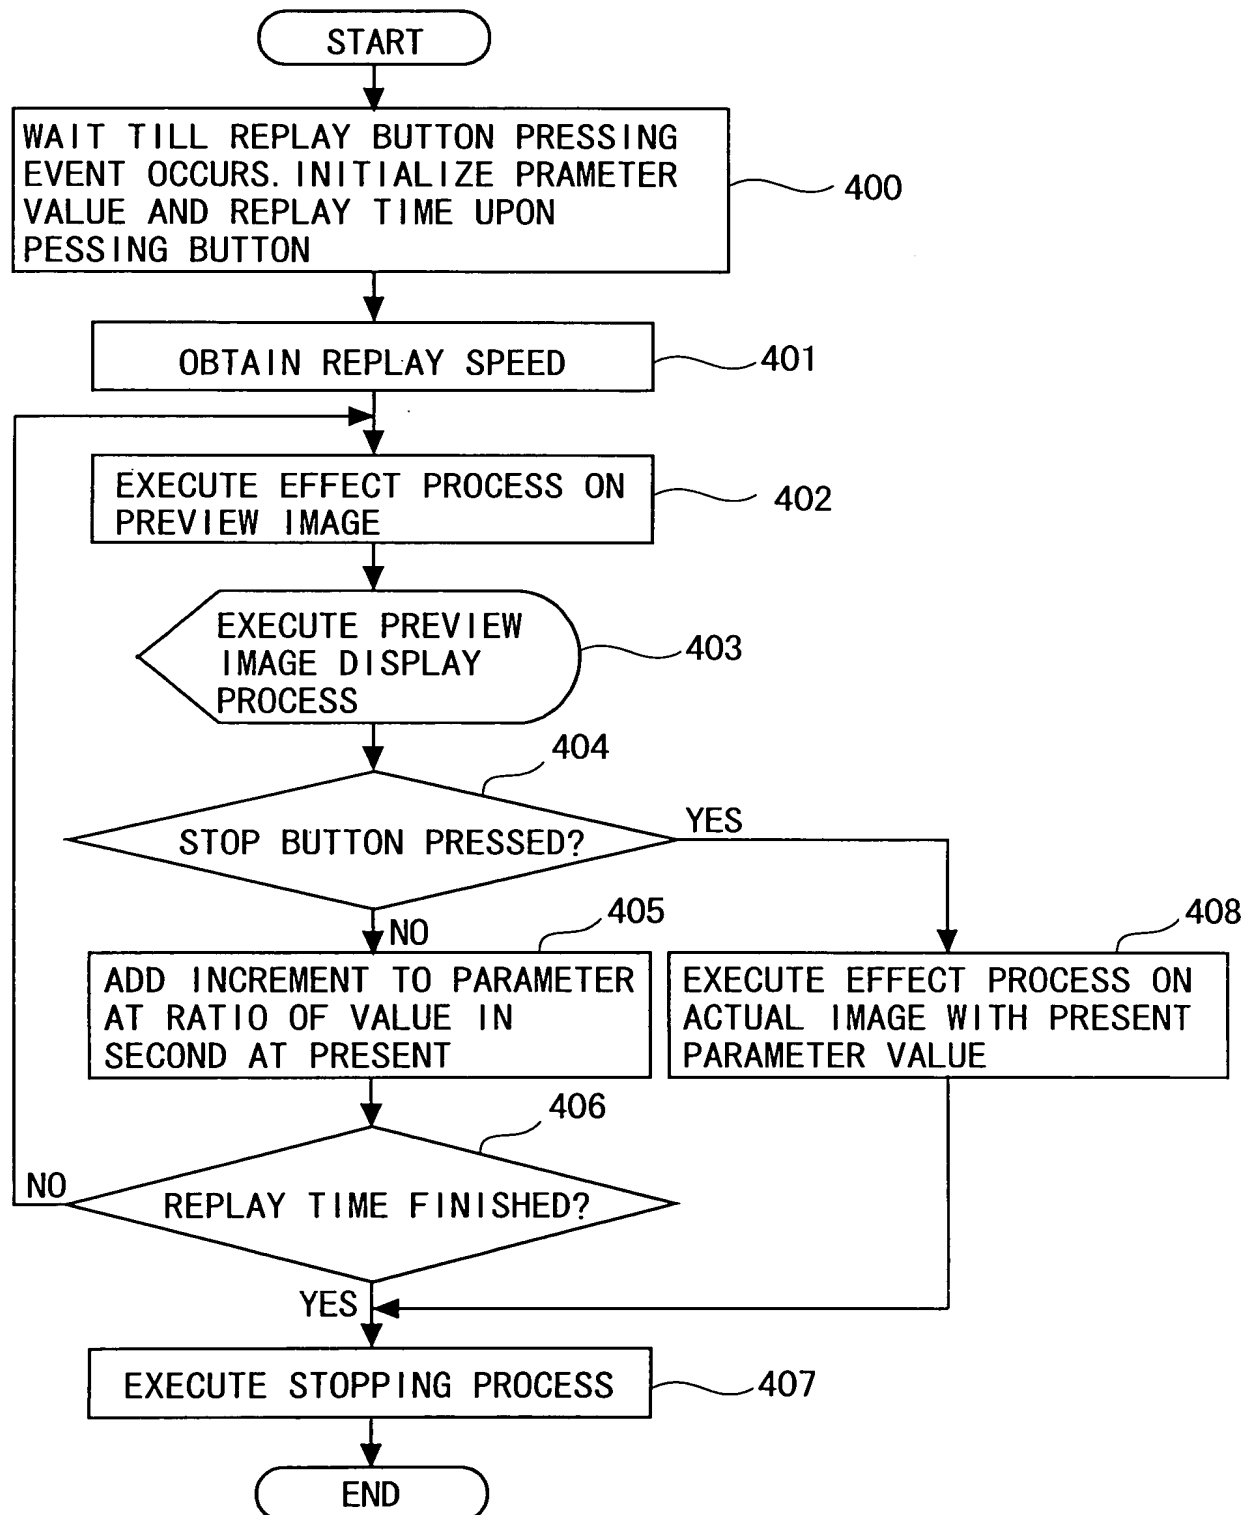 START
WAIT TILL REPLAY BUTTON PRESSING
EVENT OCCURS. INITIALIZE PRAMETER
VALUE AND REPLAY TIME UPON
PESSING BUTTON
400
OBTAIN REPLAY SPEED
401
EXECUTE EFFECT PROCESS ON
PREVIEW IMAGE
402
EXECUTE PREVIEW
IMAGE DISPLAY
PROCESS
403
404
STOP BUTTON PRESSED?
YES
NO
405
ADD INCREMENT TO PARAMETER
AT RATIO OF VALUE IN
SECOND AT PRESENT
408
EXECUTE EFFECT PROCESS ON
ACTUAL IMAGE WITH PRESENT
PARAMETER VALUE
406
REPLAY TIME FINISHED?
NO
YES
EXECUTE STOPPING PROCESS
407
END